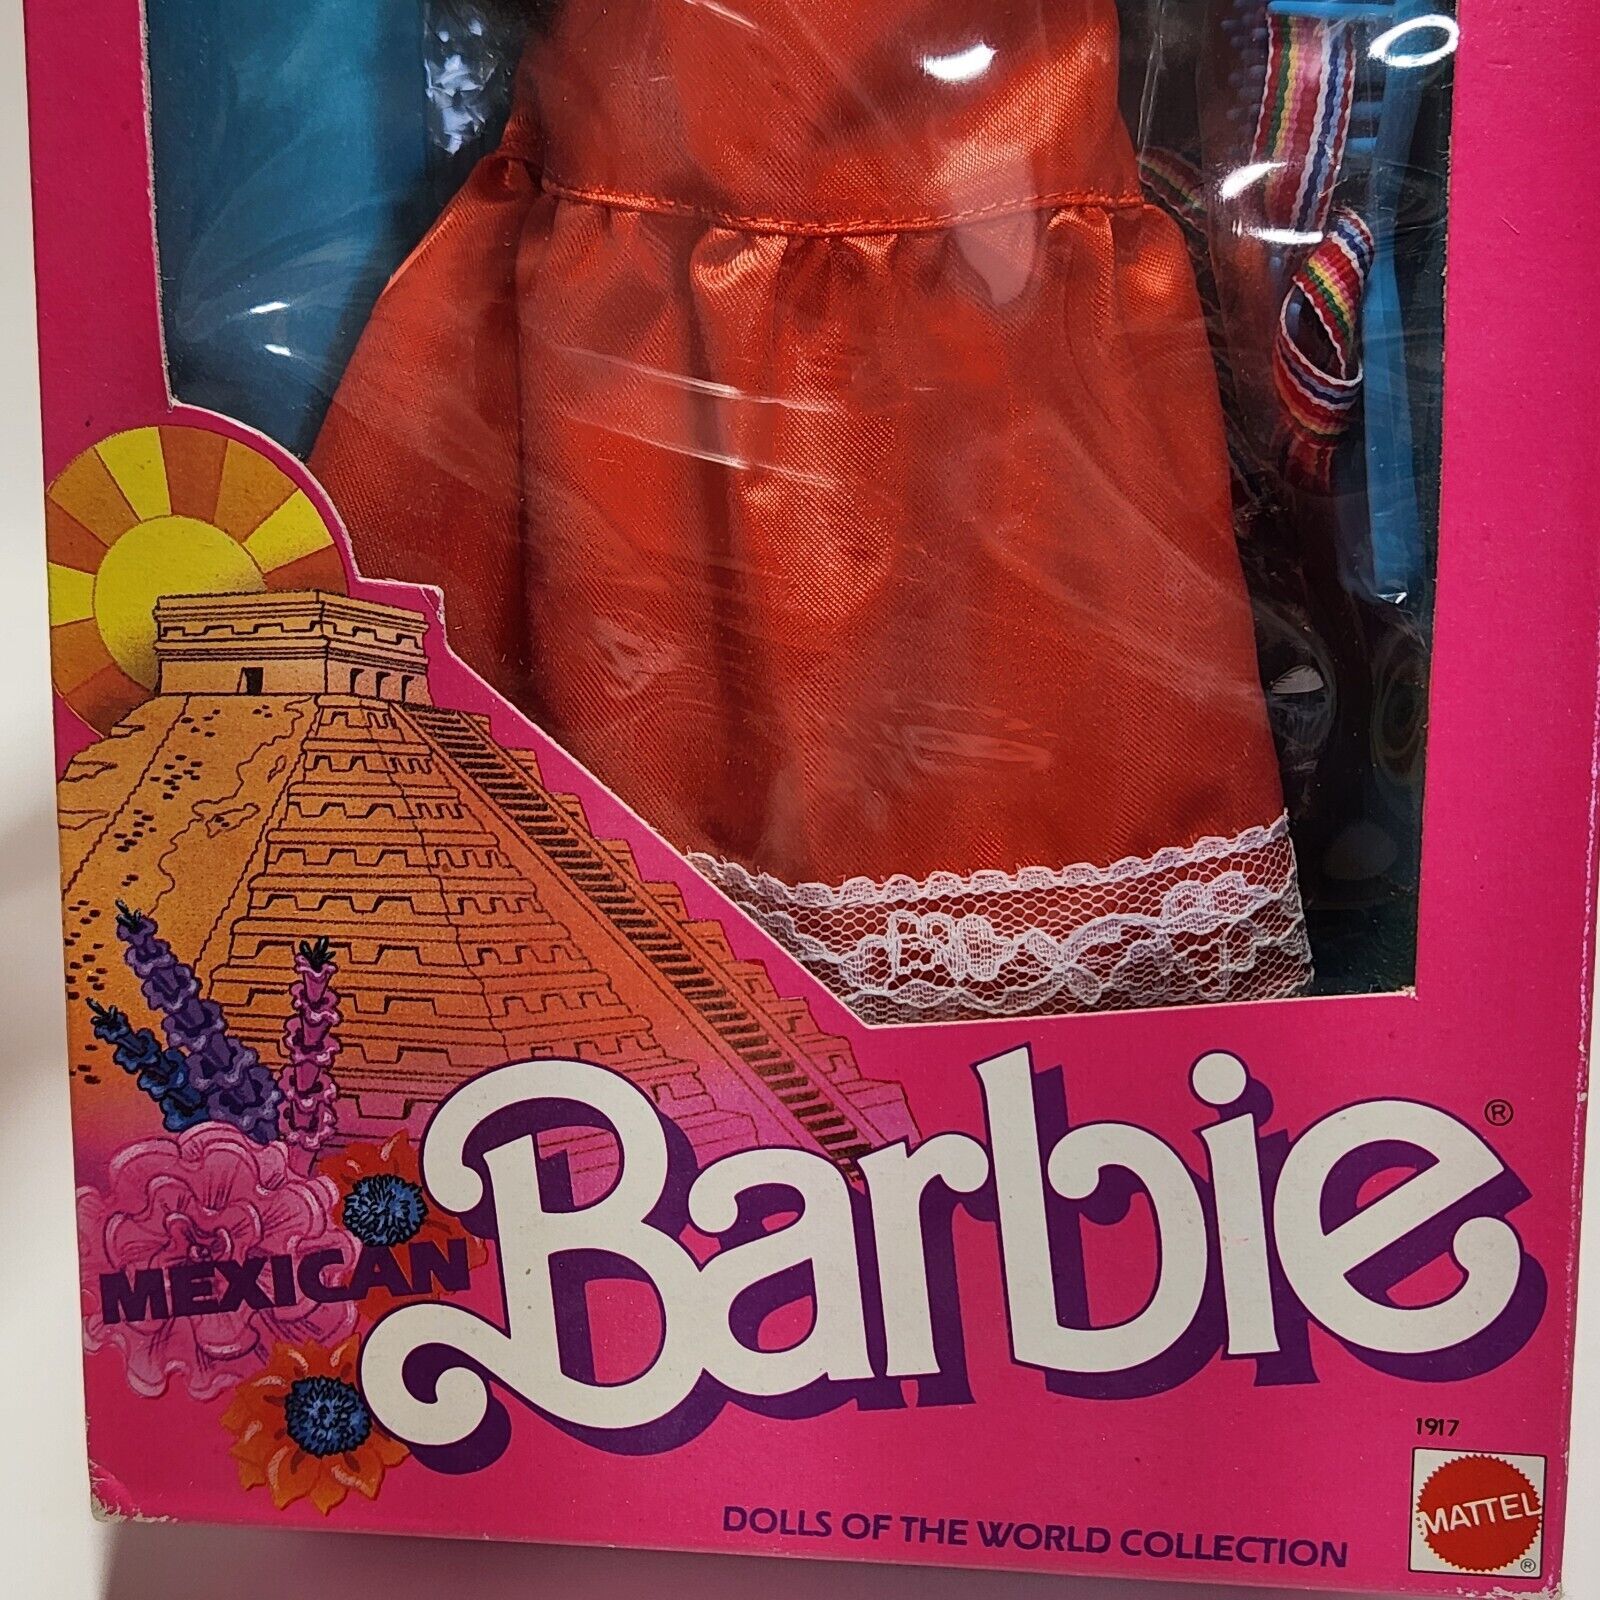 MEXICAN
Barbie®
1917
MATTEL
®
DOLLS OF THE WORLD COLLECTION